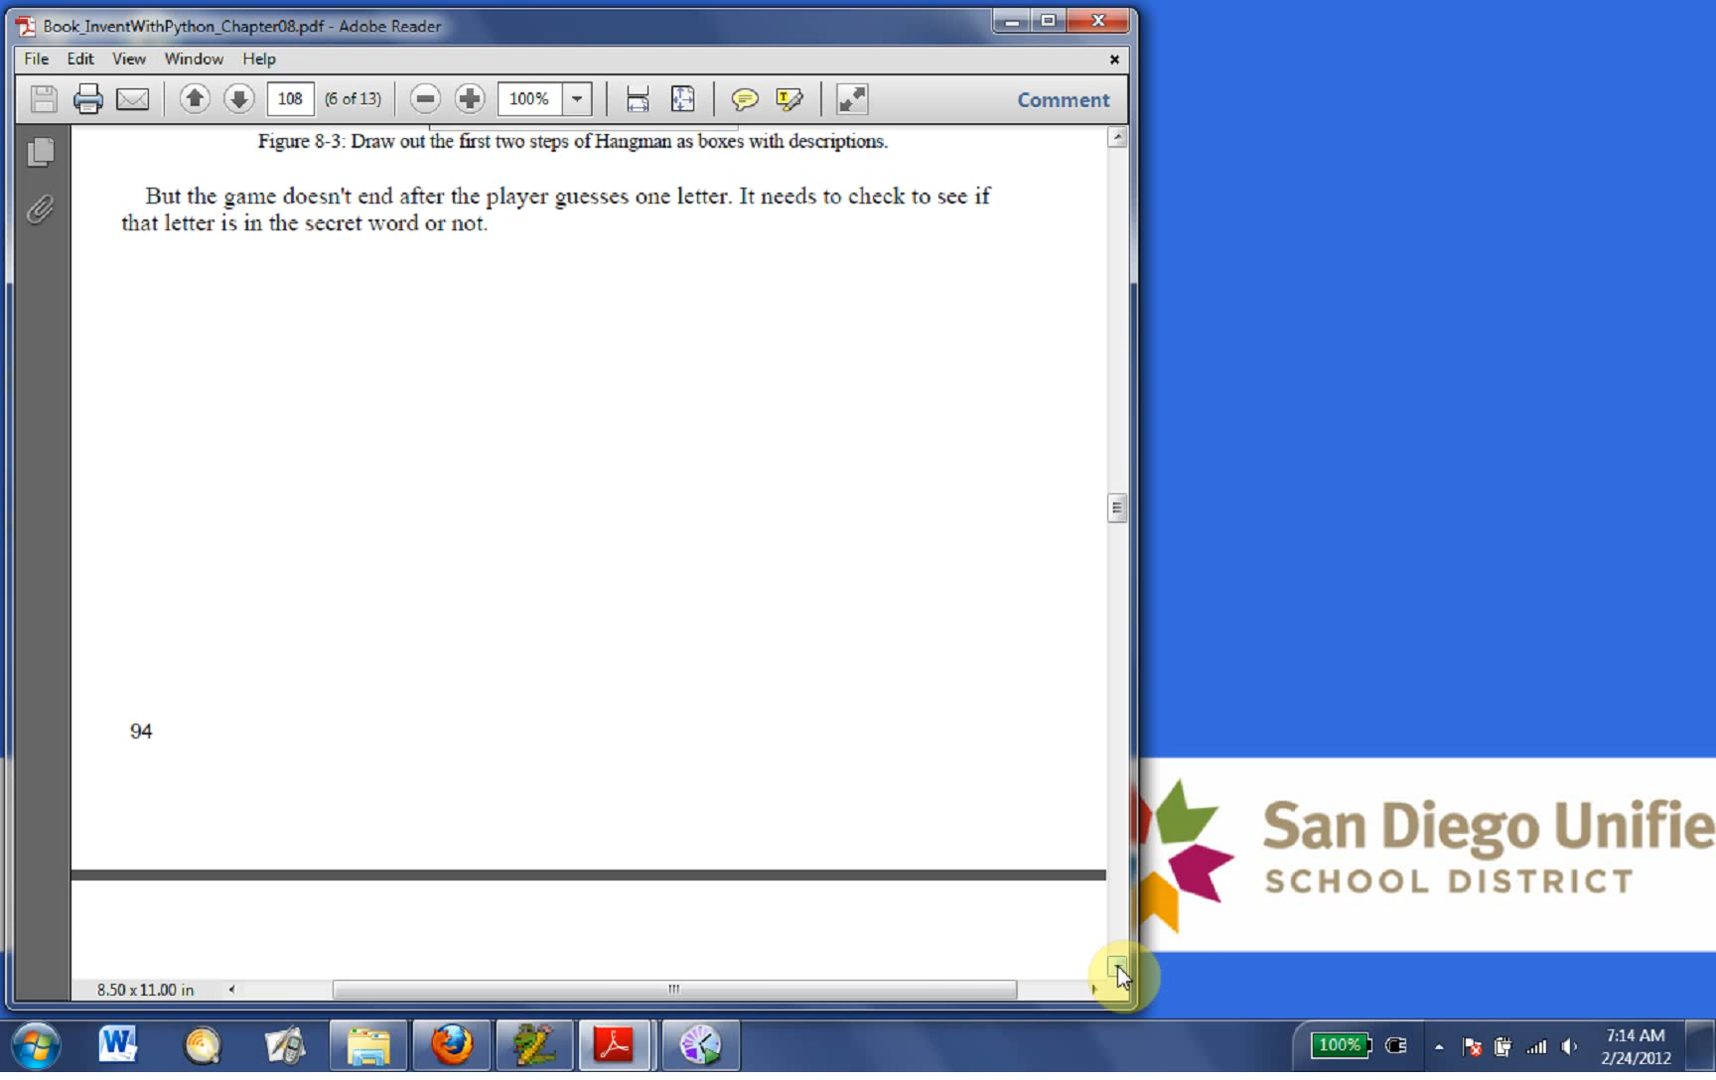 Book_InventWithPython_Chapter08.pdf - Adobe Reader
File Edit View Window Help
108 (6 of 13) 100% Comment
Figure 8-3: Draw out the first two steps of Hangman as boxes with descriptions.
But the game doesn't end after the player guesses one letter. It needs to check to see if
that letter is in the secret word or not.
94
San Diego Unifie
SCHOOL DISTRICT
8.50 x 11.00 in
100% 7:14 AM
2/24/2012